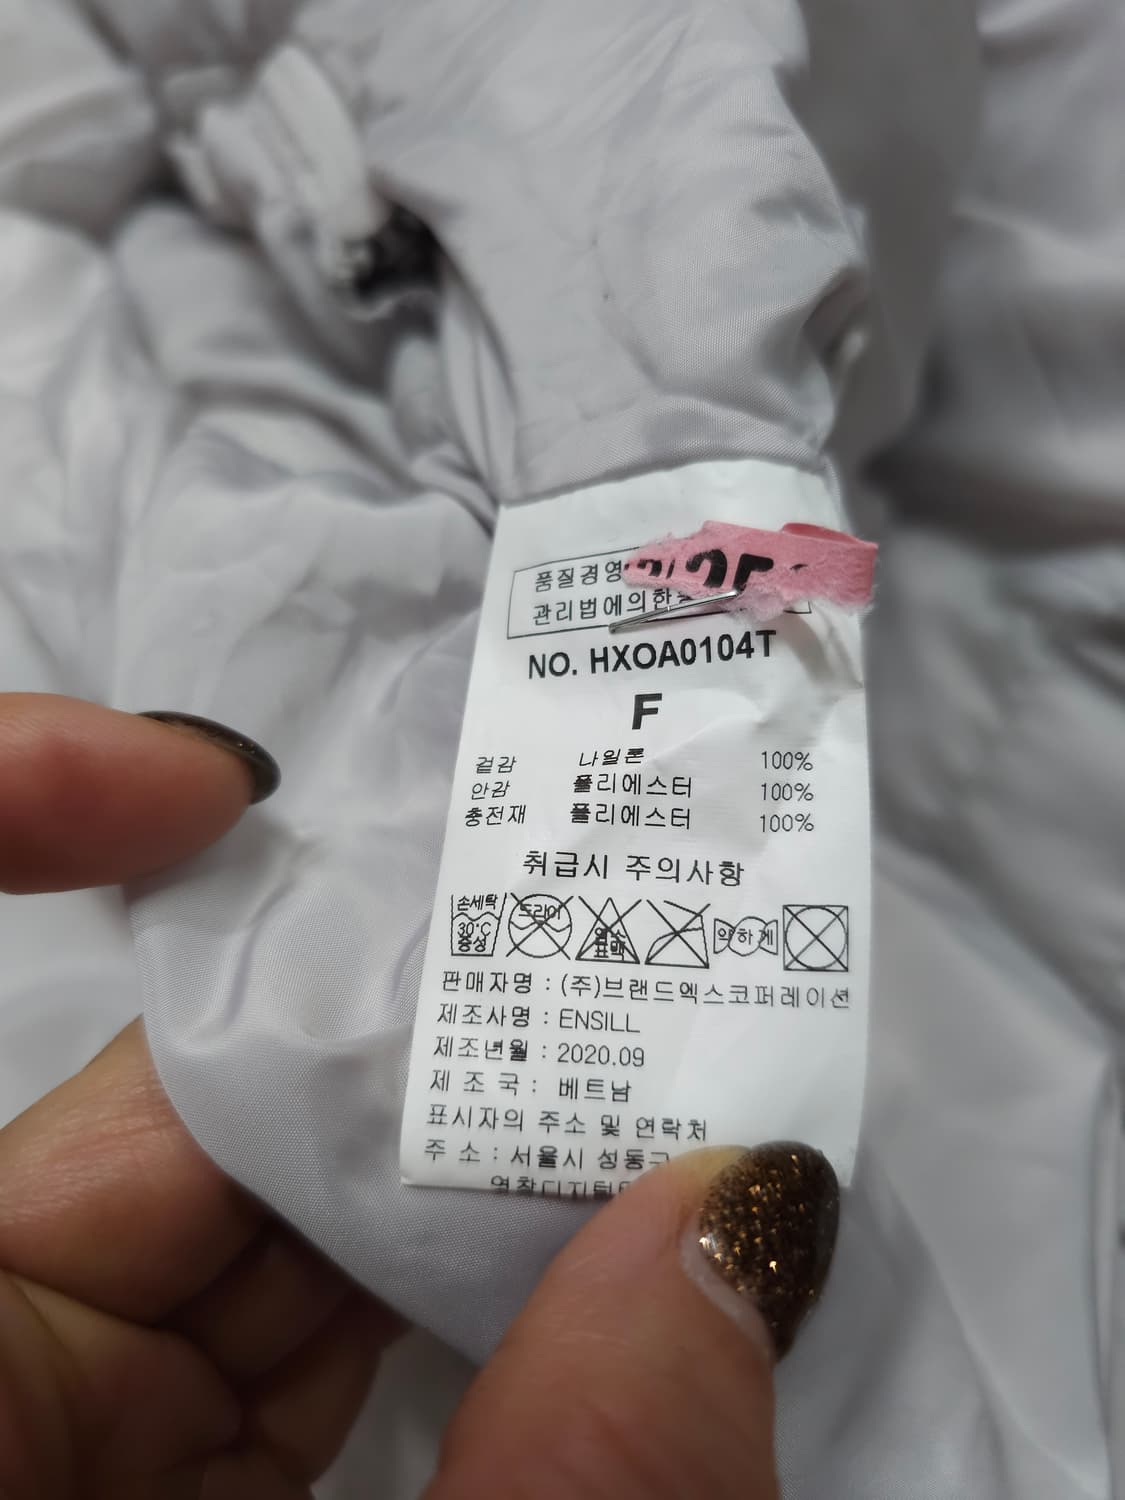 품질경영
관리법에의한
NO. HXOA0104T
F
겉감 나일론 100%
안감 폴리에스터 100%
충전재 폴리에스터 100%
취급시 주의사항
손세탁 30°C 중성 드라이 염소 표백 약하게
판매자명 : (주)브랜드엑스코퍼레이션
제조사명 : ENSILL
제조년월 : 2020.09
제 조 국 : 베트남
표시자의 주소 및 연락처
주 소 : 서울시 성동구